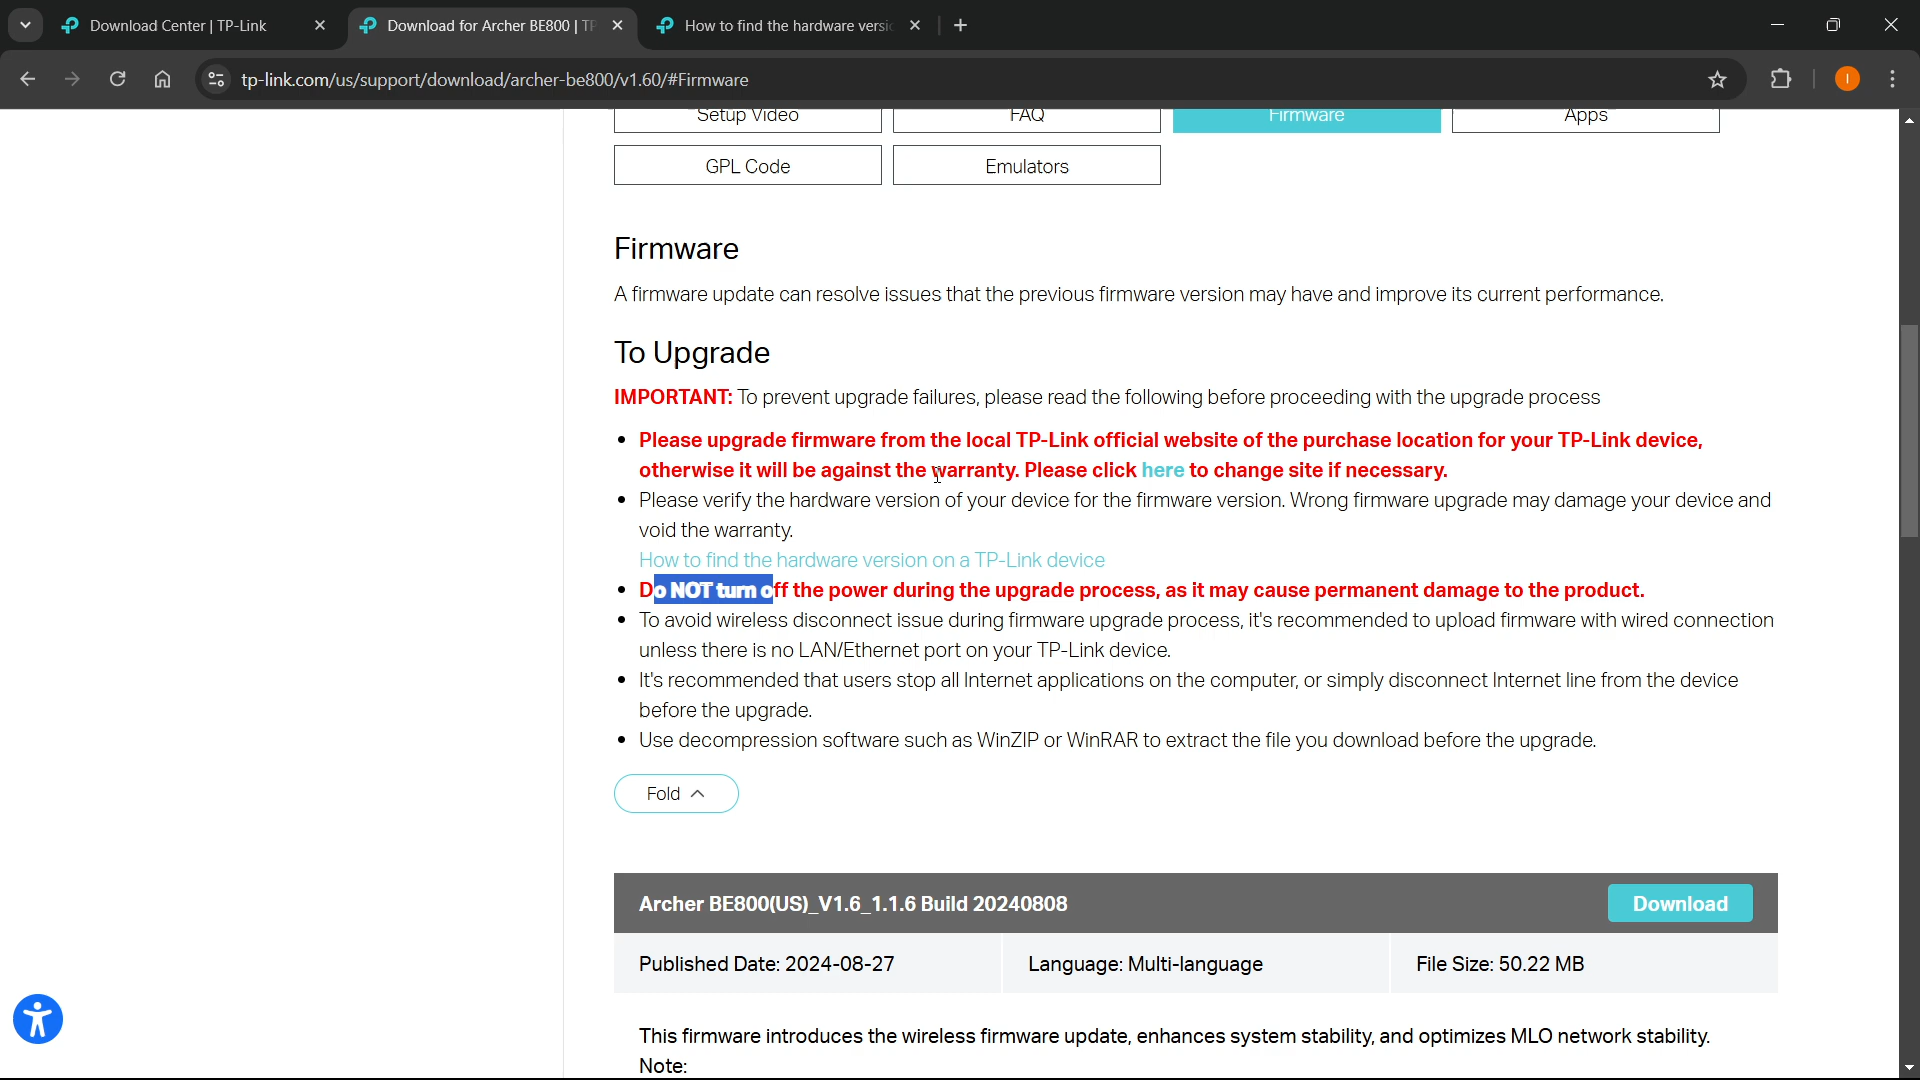 Download Center | TP-Link
Download for Archer BE800 | TP
How to find the hardware versi
tp-link.com/us/support/download/archer-be800/v1.60/#Firmware
I
Setup Video
FAQ
Firmware
Apps
GPL Code
Emulators
Firmware
A firmware update can resolve issues that the previous firmware version may have and improve its current performance.
To Upgrade
IMPORTANT: To prevent upgrade failures, please read the following before proceeding with the upgrade process
• Please upgrade firmware from the local TP-Link official website of the purchase location for your TP-Link device,
otherwise it will be against the warranty. Please click here to change site if necessary.
• Please verify the hardware version of your device for the firmware version. Wrong firmware upgrade may damage your device and
void the warranty.
How to find the hardware version on a TP-Link device
• Do NOT turn off the power during the upgrade process, as it may cause permanent damage to the product.
• To avoid wireless disconnect issue during firmware upgrade process, it's recommended to upload firmware with wired connection
unless there is no LAN/Ethernet port on your TP-Link device.
• It's recommended that users stop all Internet applications on the computer, or simply disconnect Internet line from the device
before the upgrade.
• Use decompression software such as WinZIP or WinRAR to extract the file you download before the upgrade.
Fold
Archer BE800(US)_V1.6_1.1.6 Build 20240808
Download
Published Date: 2024-08-27
Language: Multi-language
File Size: 50.22 MB
This firmware introduces the wireless firmware update, enhances system stability, and optimizes MLO network stability.
Note: